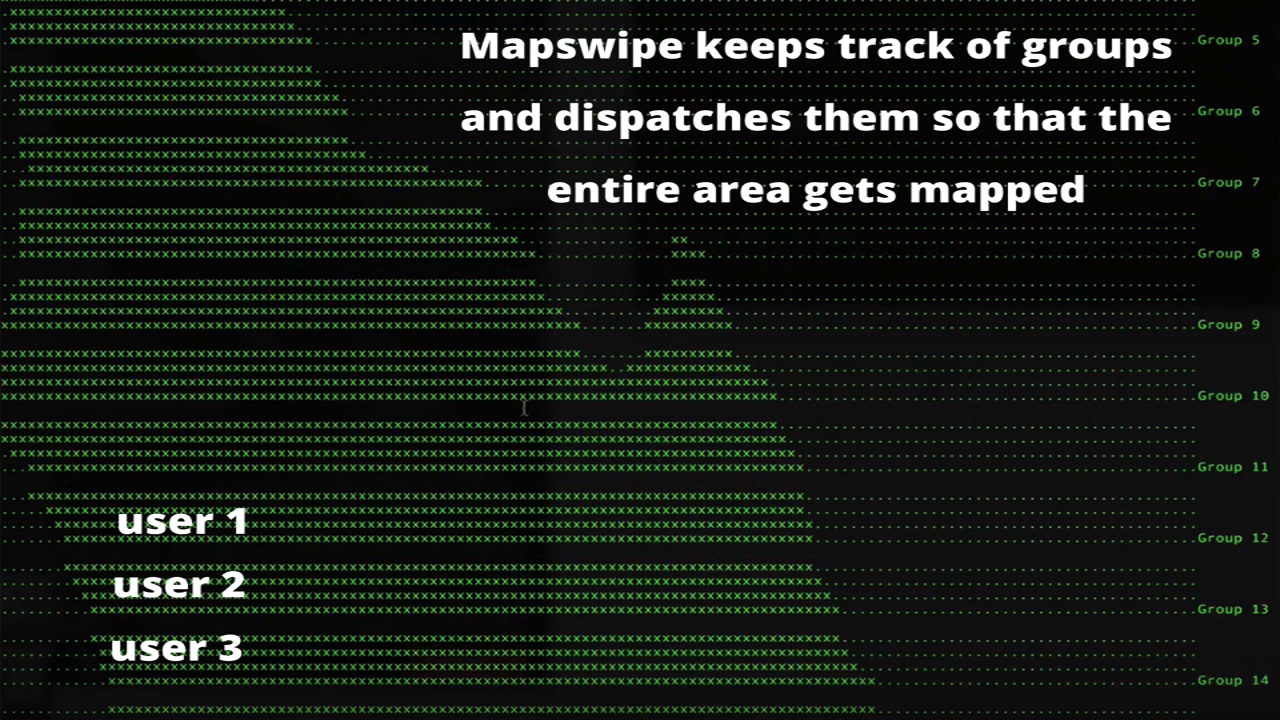 Mapswipe keeps track of groups
and dispatches them so that the
entire area gets mapped
Group 5
Group 6
Group 7
Group 8
Group 9
Group 10
Group 11
Group 12
Group 13
Group 14
user 1
user 2
user 3